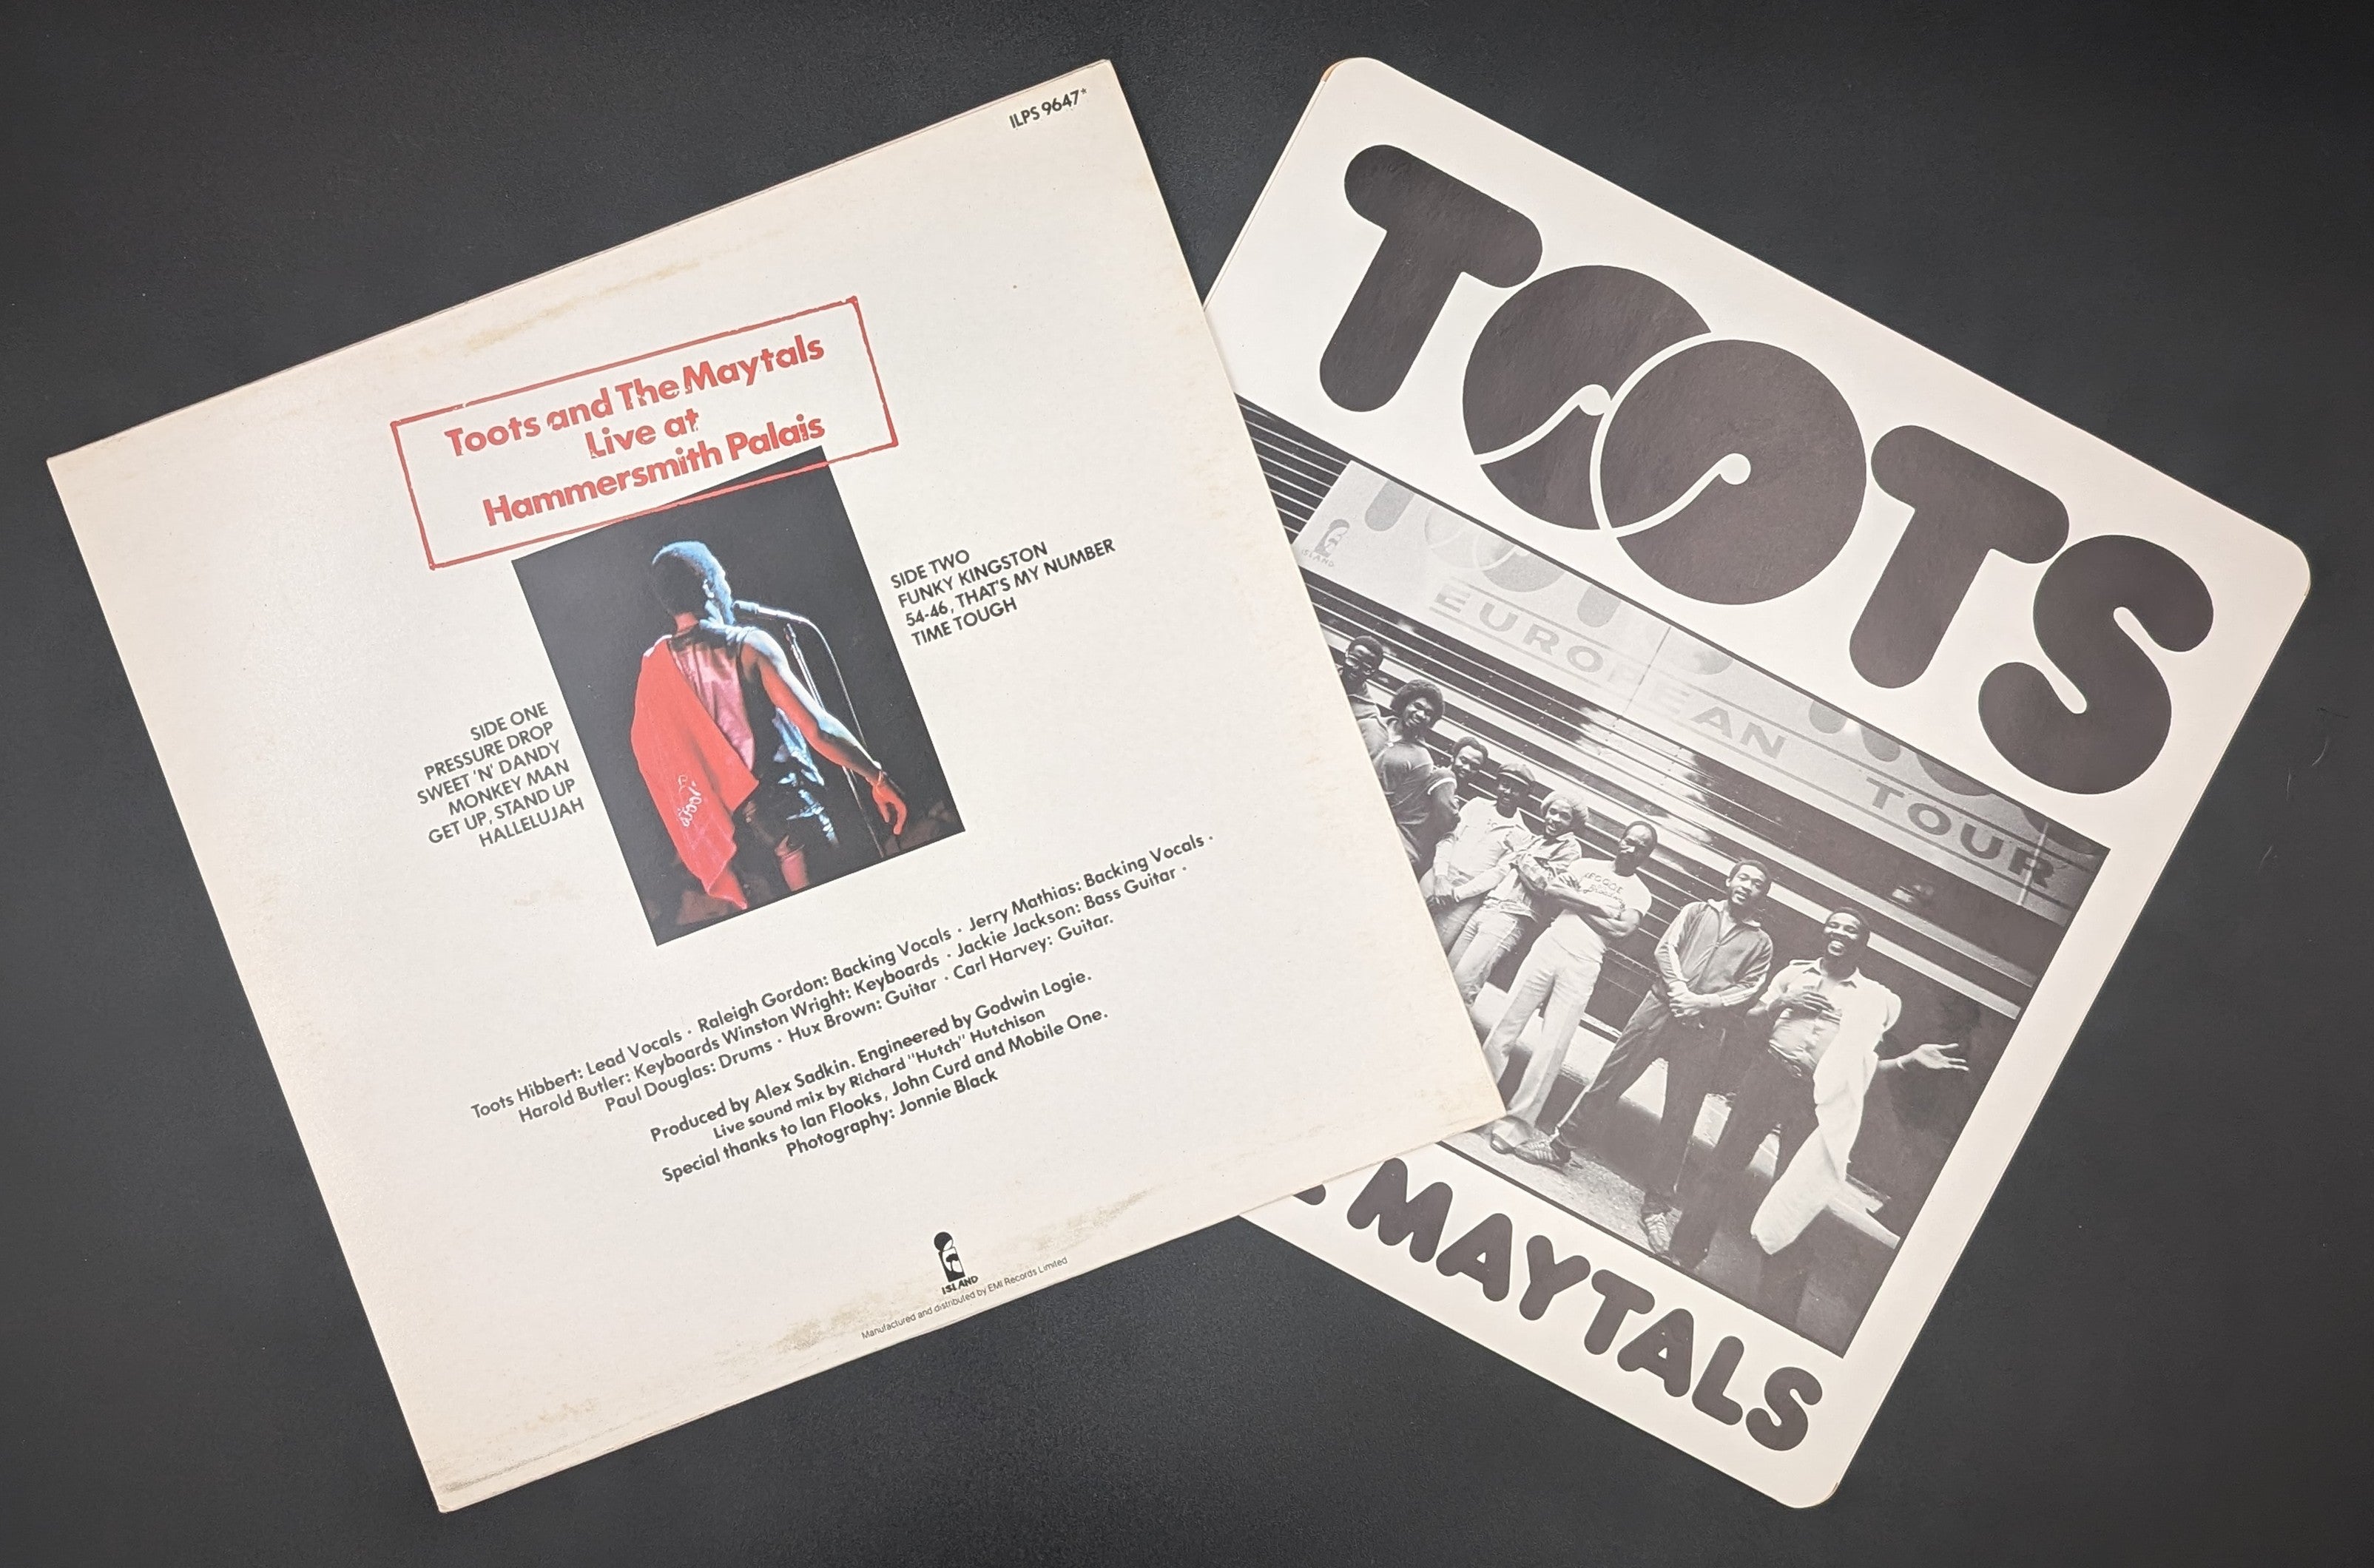 ILPS 9647*
Toots and The Maytals
Live at
Hammersmith Palais
SIDE ONE
PRESSURE DROP
SWEET 'N' DANDY
MONKEY MAN
GET UP, STAND UP
HALLELUJAH
SIDE TWO
FUNKY KINGSTON
54-46, THAT'S MY NUMBER
TIME TOUGH
Toots Hibbert: Lead Vocals · Raleigh Gordon: Backing Vocals · Jerry Mathias: Backing Vocals ·
Harold Butler: Keyboards Winston Wright: Keyboards · Jackie Jackson: Bass Guitar ·
Paul Douglas: Drums · Hux Brown: Guitar · Carl Harvey: Guitar.
Produced by Alex Sadkin. Engineered by Godwin Logie.
Live sound mix by Richard "Hutch" Hutchison
Special thanks to Ian Flooks, John Curd and Mobile One.
Photography: Jonnie Black
ISLAND
Manufactured and distributed by EMI Records Limited
TOOTS
ISLAND
EUROPEAN TOUR
MAYTALS